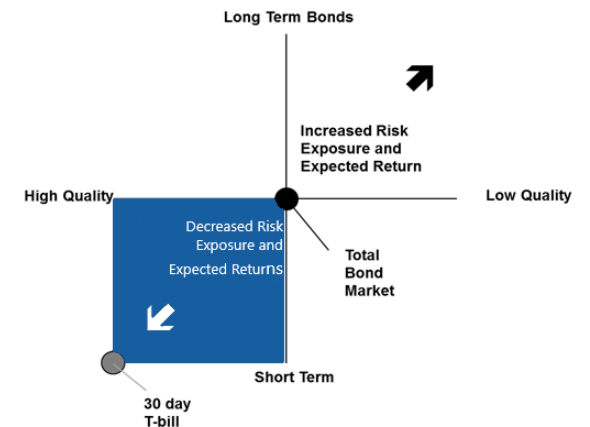 Long Term Bonds
Increased Risk
Exposure and
Expected Return
High Quality
Low Quality
Decreased Risk
Exposure and
Expected Returns
Total
Bond
Market
Short Term
30 day
T-bill